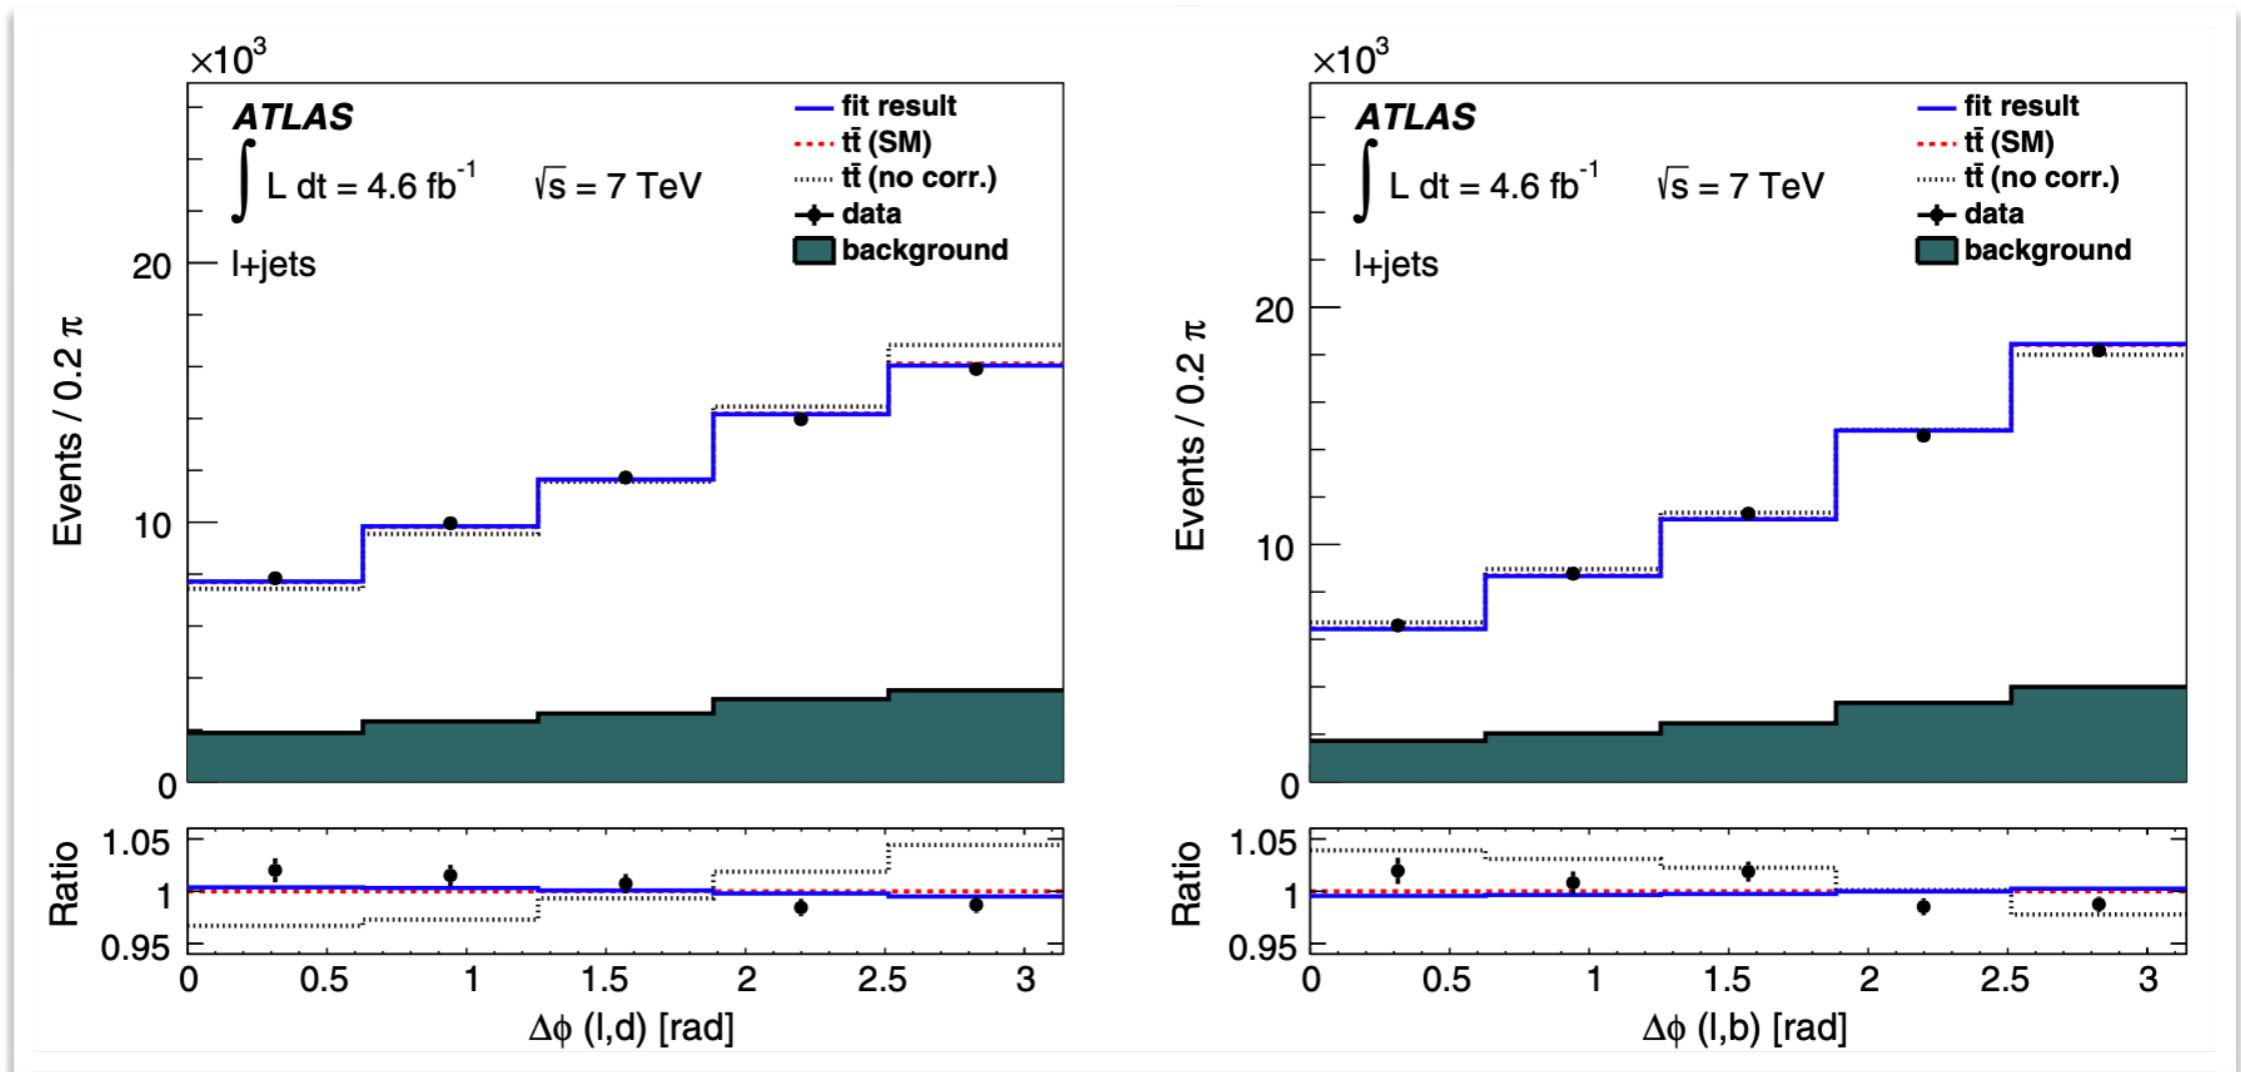 ×10³
ATLAS
∫ L dt = 4.6 fb⁻¹ √s = 7 TeV
l+jets
fit result
tt̄ (SM)
tt̄ (no corr.)
data
background
Events / 0.2 π
20
10
0
Ratio
1.05
1
0.95
0 0.5 1 1.5 2 2.5 3
Δϕ (l,d) [rad]
×10³
ATLAS
∫ L dt = 4.6 fb⁻¹ √s = 7 TeV
l+jets
fit result
tt̄ (SM)
tt̄ (no corr.)
data
background
Events / 0.2 π
20
10
0
Ratio
1.05
1
0.95
0 0.5 1 1.5 2 2.5 3
Δϕ (l,b) [rad]